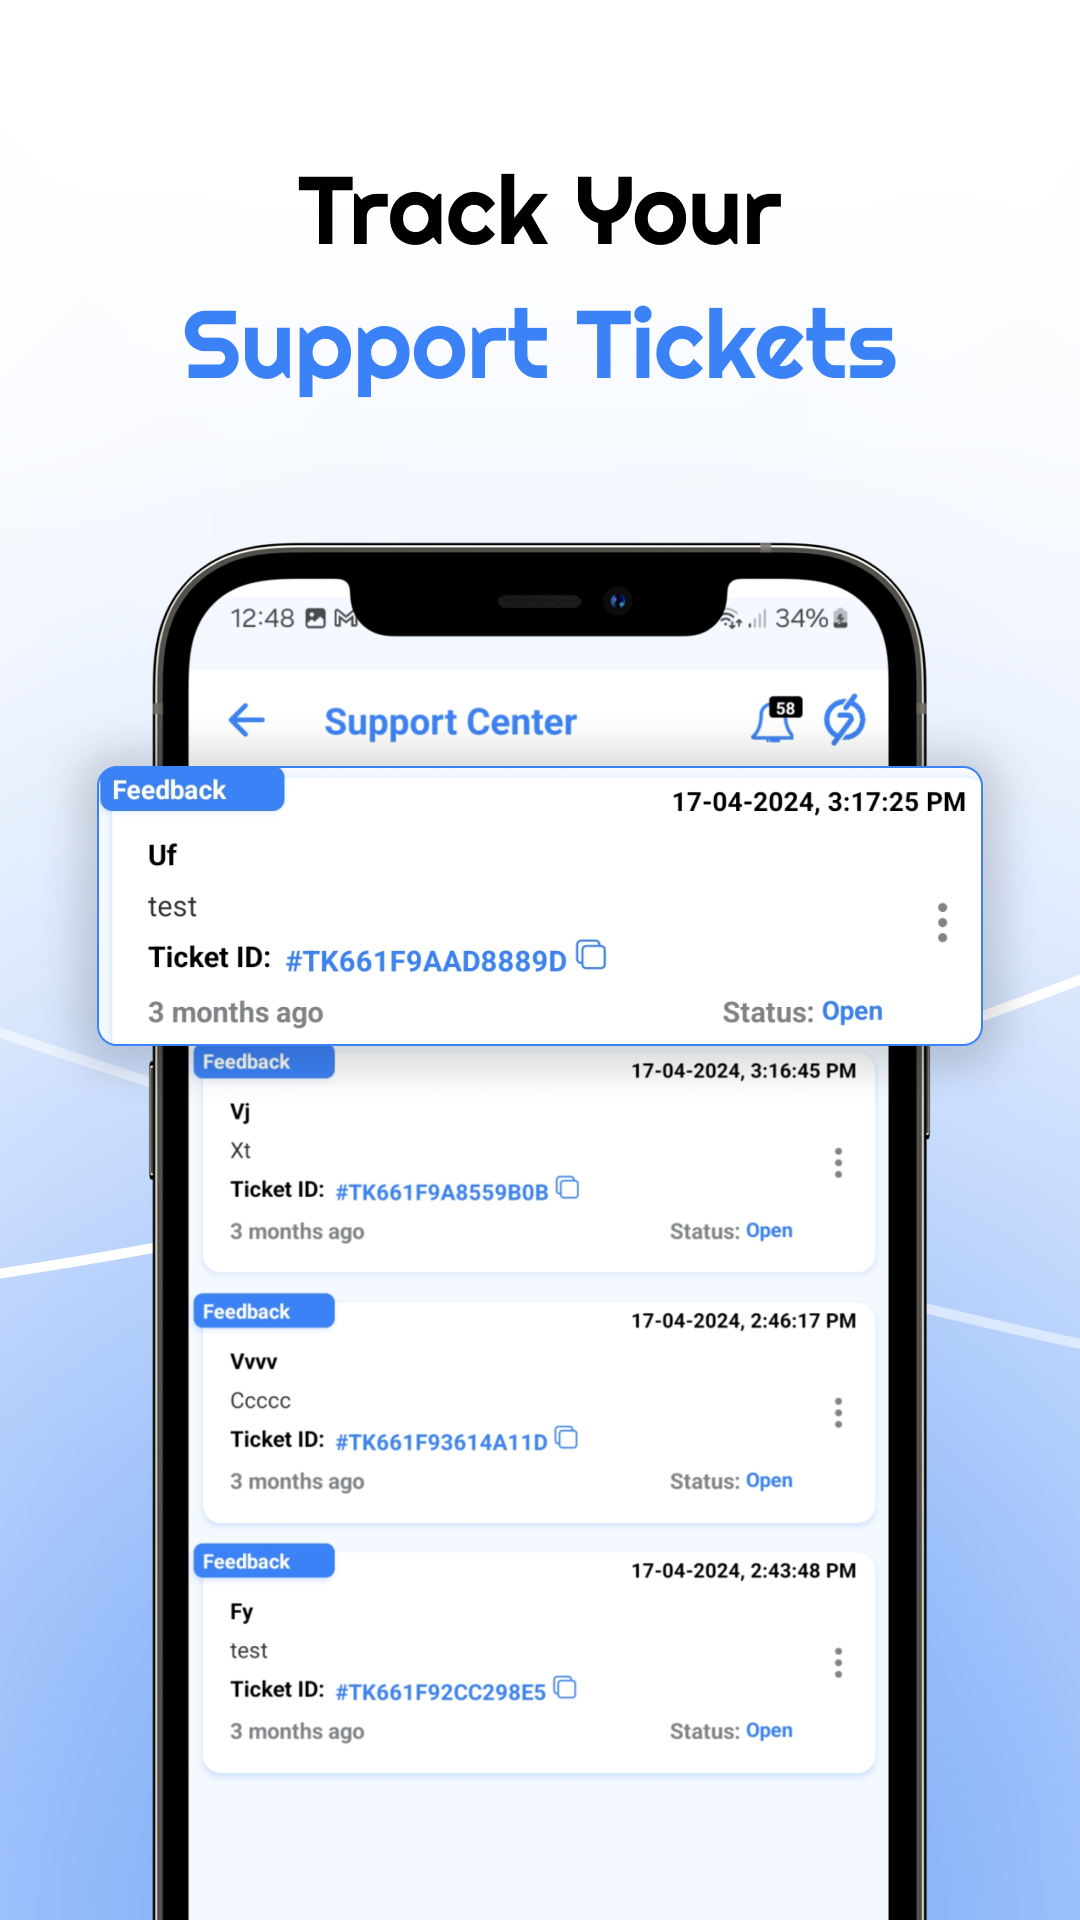 Track Your
Support Tickets
12:48 34%
Support Center 58
Feedback
17-04-2024, 3:17:25 PM
Uf
test
Ticket ID: #TK661F9AAD8889D
3 months ago Status: Open
Feedback
17-04-2024, 3:16:45 PM
Vj
Xt
Ticket ID: #TK661F9A8559B0B
3 months ago Status: Open
Feedback
17-04-2024, 2:46:17 PM
Vvvv
Ccccc
Ticket ID: #TK661F93614A11D
3 months ago Status: Open
Feedback
17-04-2024, 2:43:48 PM
Fy
test
Ticket ID: #TK661F92CC298E5
3 months ago Status: Open